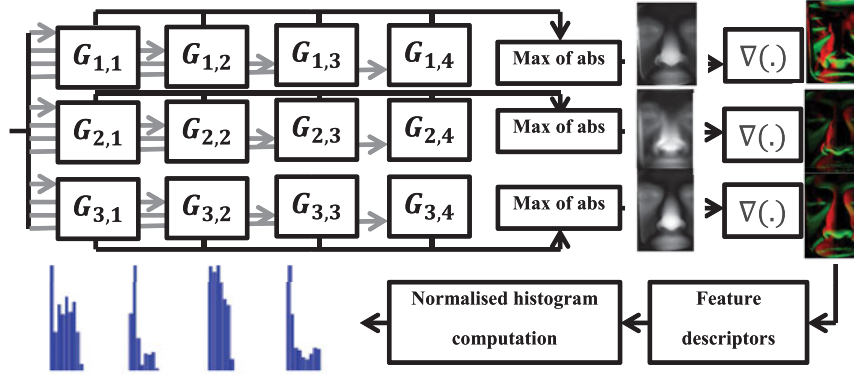 G1,1 G1,2 G1,3 G1,4 Max of abs ∇(.)
G2,1 G2,2 G2,3 G2,4 Max of abs ∇(.)
G3,1 G3,2 G3,3 G3,4 Max of abs ∇(.)
Normalised histogram
computation
Feature
descriptors